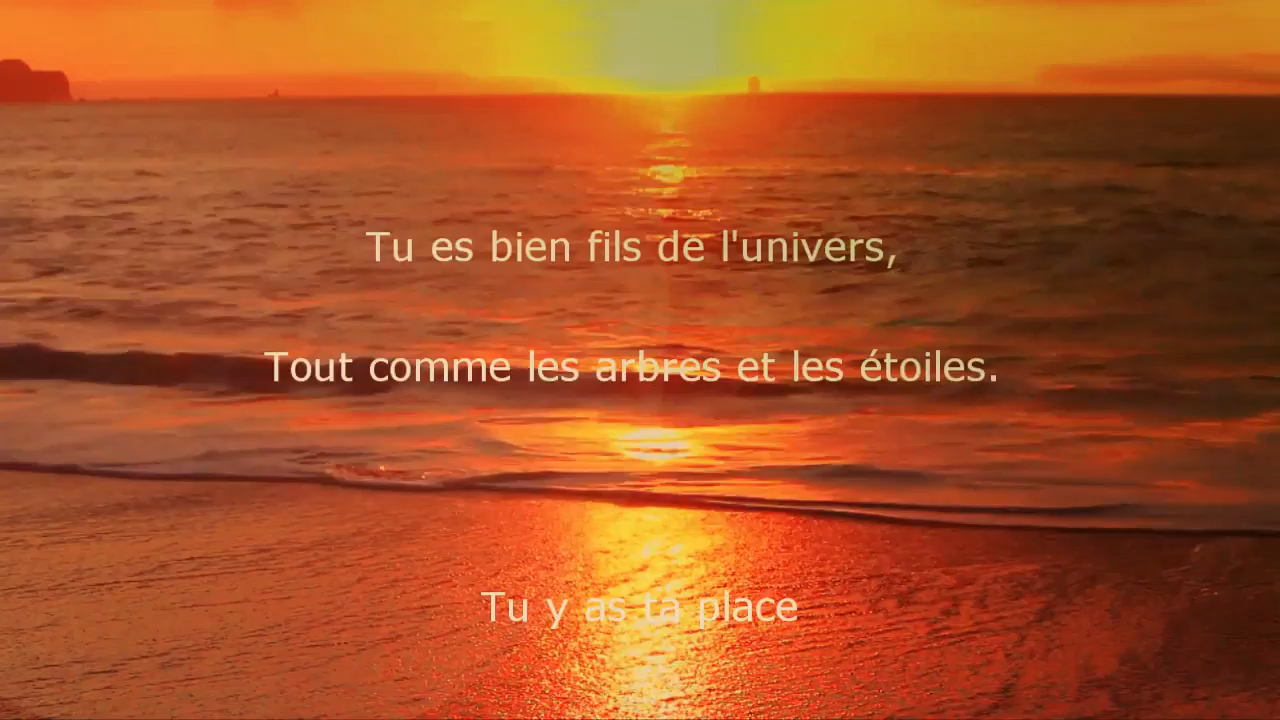 Tu es bien fils de l'univers,
Tout comme les arbres et les étoiles.
Tu y as ta place